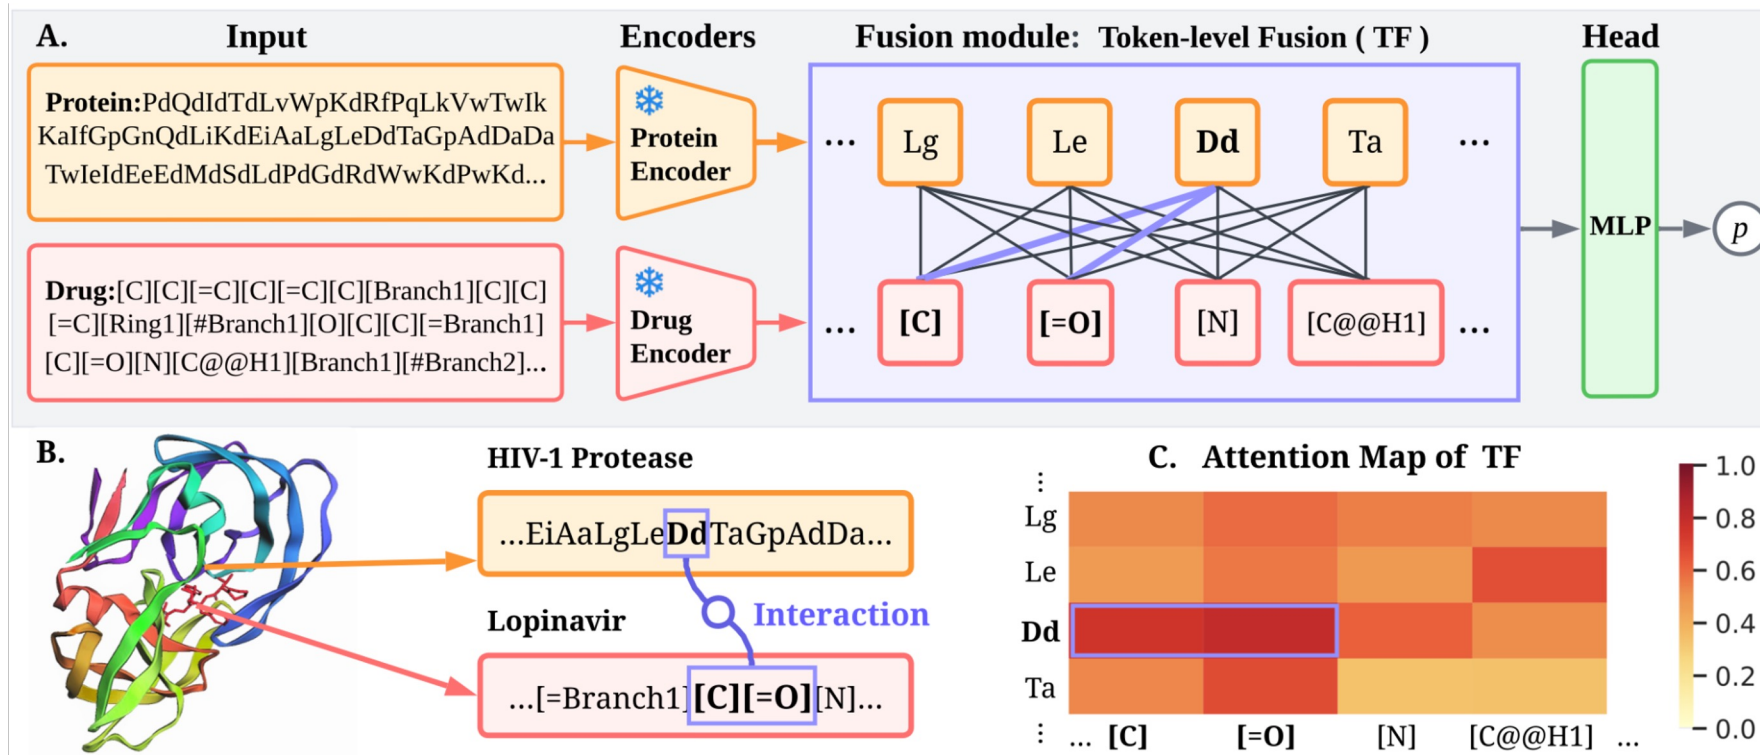 A. Input Encoders Fusion module: Token-level Fusion ( TF ) Head
Protein:PdQdIdTdLvWpKdRfPqLkVwTwIk
KaIfGpGnQdLiKdEiAaLgLeDdTaGpAdDaDa
TwIeIdEeEdMdSdLdPdGdRdWwKdPwKd...
Protein
Encoder
... Lg Le Dd Ta ...
MLP
p
Drug:[C][C][=C][C][=C][C][Branch1][C][C]
[=C][Ring1][#Branch1][O][C][C][=Branch1]
[C][=O][N][C@@H1][Branch1][#Branch2]...
Drug
Encoder
... [C] [=O] [N] [C@@H1] ...
B.
HIV-1 Protease
...EiAaLgLeDdTaGpAdDa...
Interaction
Lopinavir
...[=Branch1][C][=O][N]...
C. Attention Map of TF
...
Lg
Le
Dd
Ta
...
... [C] [=O] [N] [C@@H1] ...
1.0
0.8
0.6
0.4
0.2
0.0